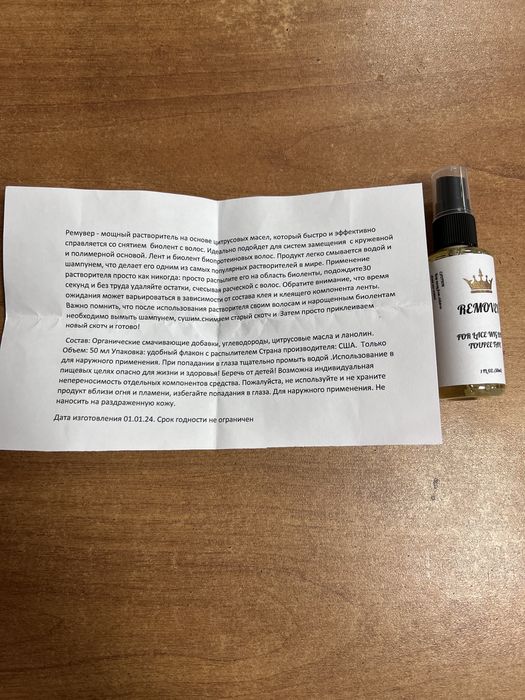 Ремувер - мощный растворитель на основе цитрусовых масел, который быстро и эффективно
справляется со снятием биолент с волос. Идеально подойдет для систем замещения с кружевной
и полимерной основой. Лент и биолент биопротеиновых волос. Продукт легко смывается водой и
шампунем, что делает его одним из самых популярных растворителей в мире. Применение
растворителя просто как никогда: просто распылите его на область биоленты, подождите30
секунд и без труда удаляйте остатки, счесывая расческой с волос. Обратите внимание, что время
ожидания может варьироваться в зависимости от состава клея и клеящего компонента ленты.
Важно помнить, что после использования растворителя своим волосам и нарощенным биолентам
необходимо вымыть шампунем, сушим.снимаем старый скотч и .Затем просто приклеиваем
новый скотч и готово!
Состав: Органические смачивающие добавки, углеводороды, цитрусовые масла и ланолин.
Объем: 50 мл Упаковка: удобный флакон с распылителем Страна производителя: США. Только
для наружного применения. При попадании в глаза тщательно промыть водой .Использование в
пищевых целях опасно для жизни и здоровья! Беречь от детей! Возможна индивидуальная
непереносимость отдельных компонентов средства. Пожалуйста, не используйте и не храните
продукт вблизи огня и пламени, избегайте попадания в глаза. Для наружного применения. Не
наносить на раздраженную кожу.
Дата изготовления 01.01.24. Срок годности не ограничен
REMOVE
FOR LACE WIG
TOUPEE